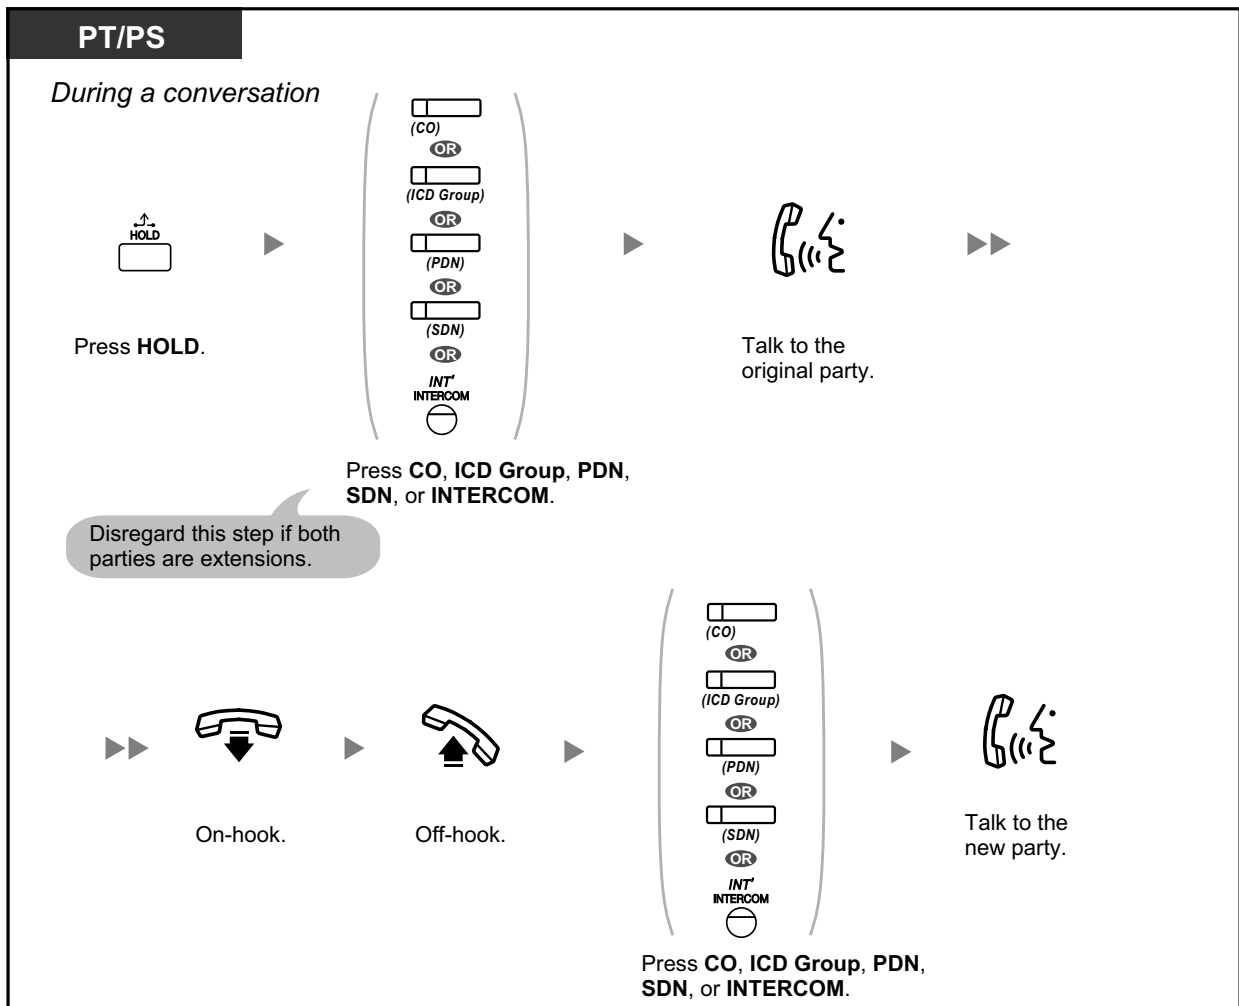 PT/PS
During a conversation
(CO)
OR
(ICD Group)
OR
(PDN)
OR
(SDN)
OR
INT'
INTERCOM
HOLD
Press HOLD.
Press CO, ICD Group, PDN,
SDN, or INTERCOM.
Talk to the
original party.
Disregard this step if both
parties are extensions.
On-hook.
Off-hook.
(CO)
OR
(ICD Group)
OR
(PDN)
OR
(SDN)
OR
INT'
INTERCOM
Press CO, ICD Group, PDN,
SDN, or INTERCOM.
Talk to the
new party.